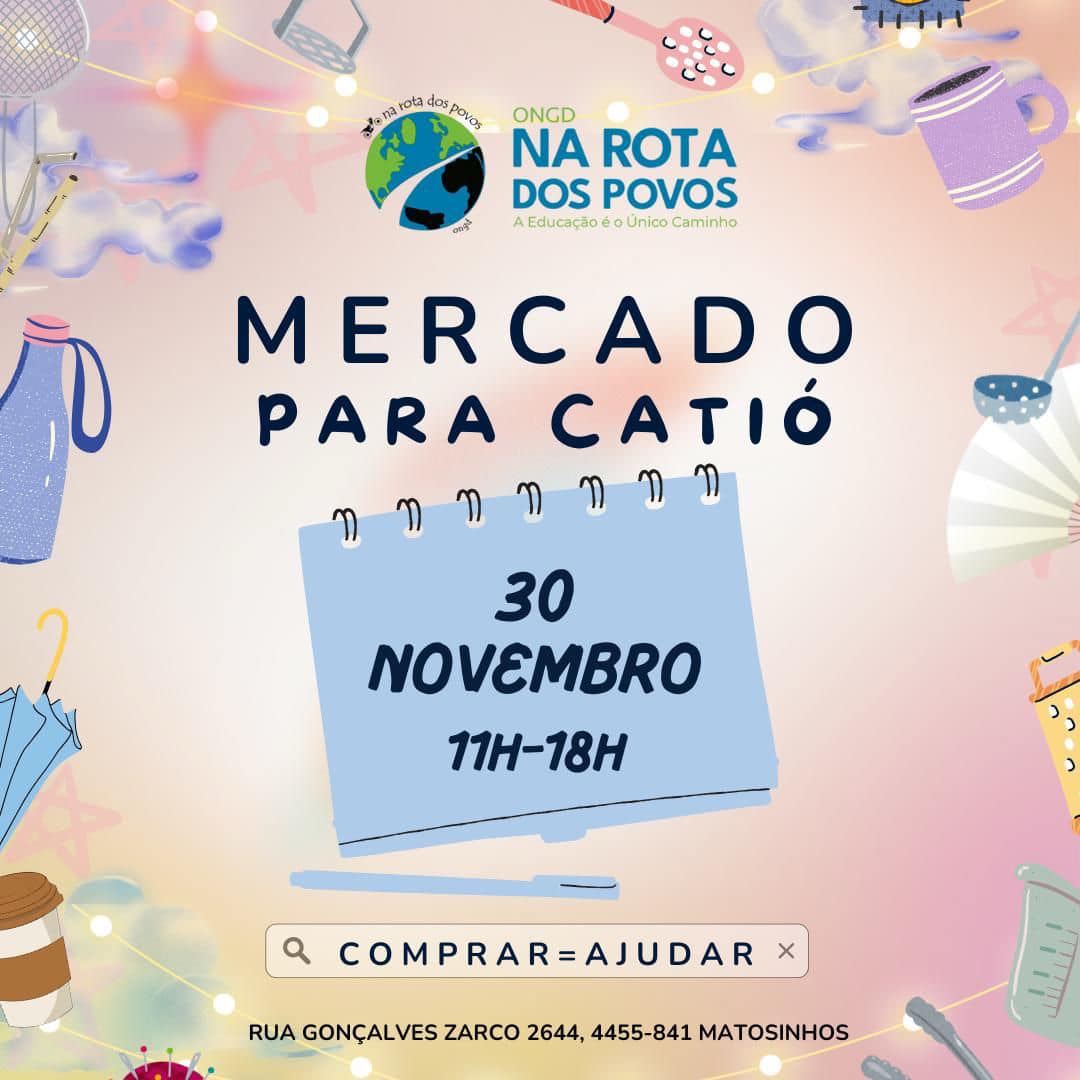 na rota dos povos
ongd
ONGD
NA ROTA
DOS POVOS
A Educação é o Único Caminho
MERCADO
PARA CATIÓ
30
NOVEMBRO
11H-18H
COMPRAR=AJUDAR
RUA GONÇALVES ZARCO 2644, 4455-841 MATOSINHOS